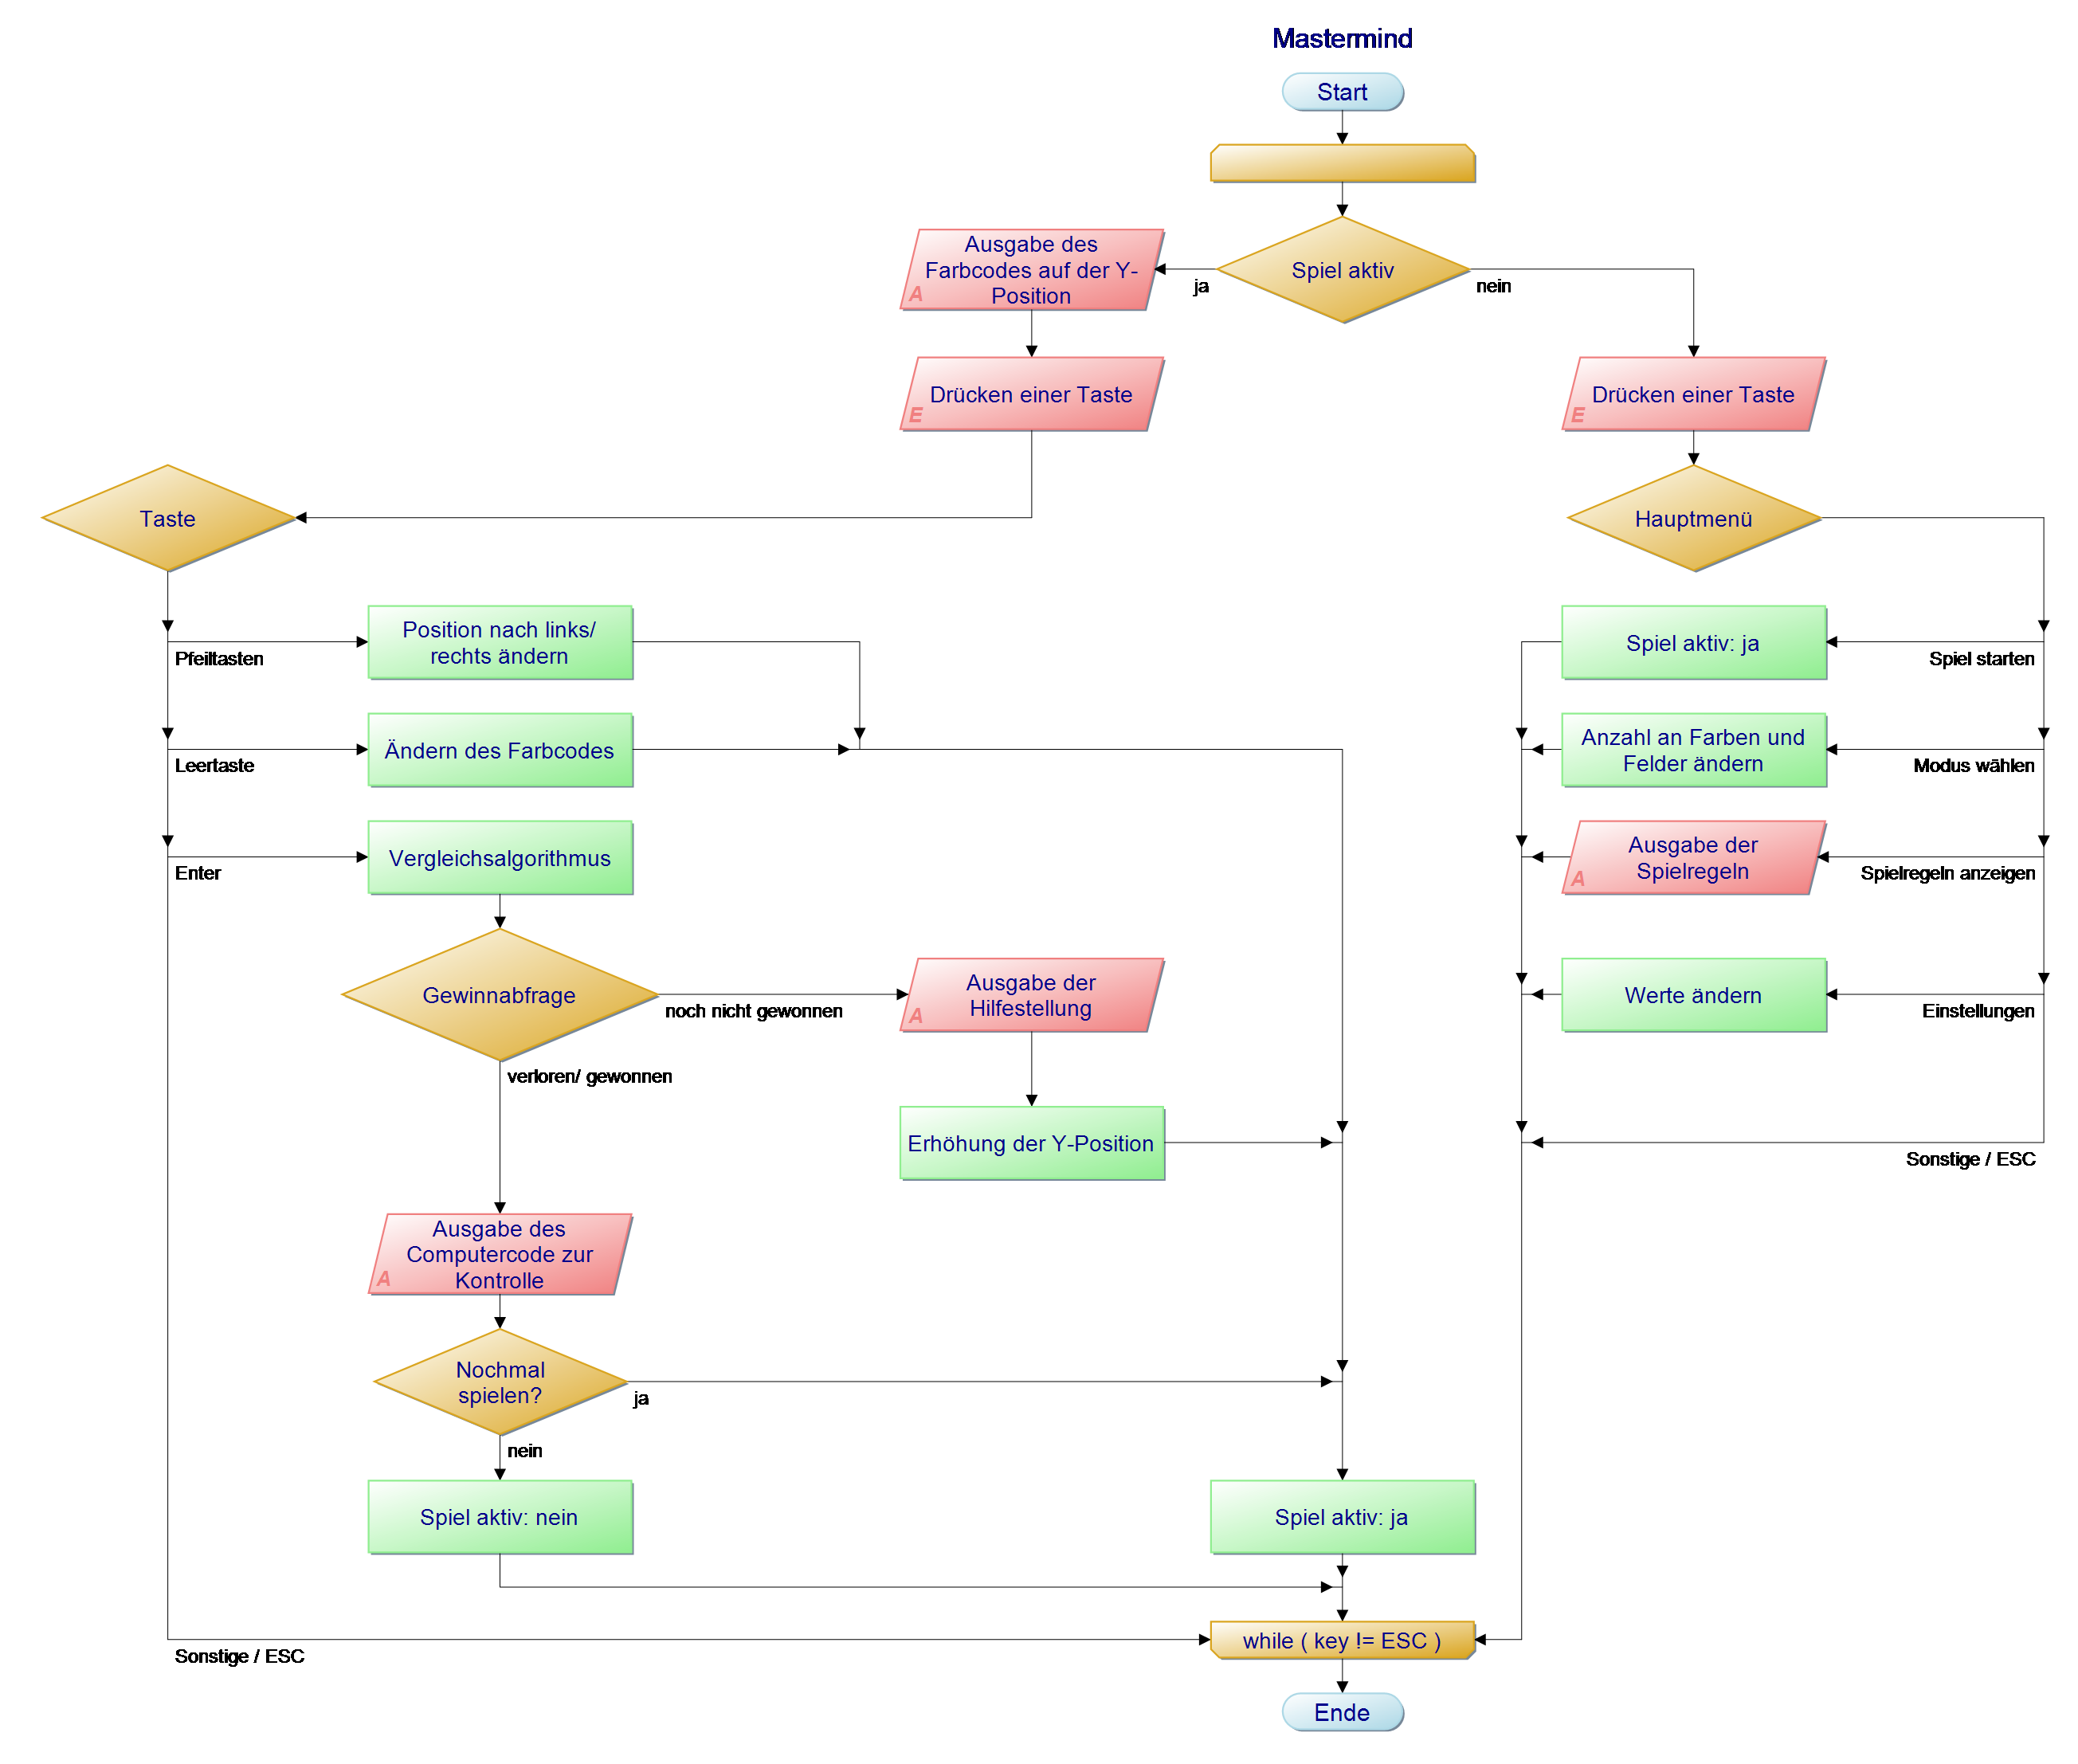 Mastermind
Start
Spiel aktiv
ja
nein
Ausgabe des
Farbcodes auf der Y-
Position
A
Drücken einer Taste
E
Drücken einer Taste
E
Taste
Hauptmenü
Pfeiltasten
Position nach links/
rechts ändern
Spiel aktiv: ja
Spiel starten
Leertaste
Ändern des Farbcodes
Anzahl an Farben und
Felder ändern
Modus wählen
Enter
Vergleichsalgorithmus
Ausgabe der
Spielregeln
A
Spielregeln anzeigen
Gewinnabfrage
noch nicht gewonnen
verloren/ gewonnen
Ausgabe der
Hilfestellung
A
Werte ändern
Einstellungen
Erhöhung der Y-Position
Sonstige / ESC
Ausgabe des
Computercode zur
Kontrolle
A
Nochmal
spielen?
ja
nein
Spiel aktiv: nein
Spiel aktiv: ja
Sonstige / ESC
while ( key != ESC )
Ende